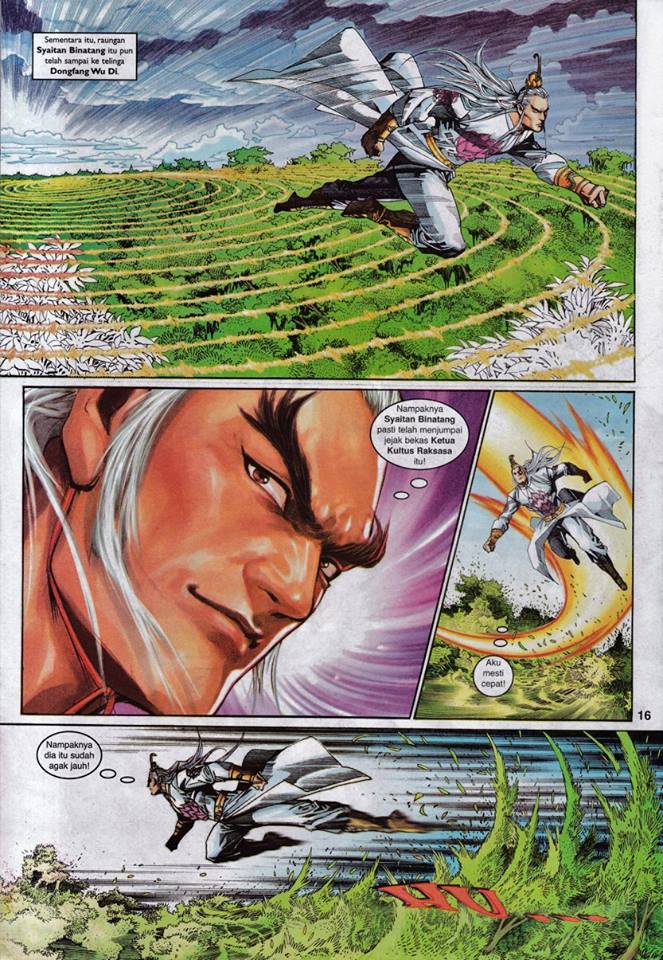 Sementara itu, raungan
Syaitan Binatang itu pun
telah sampai ke telinga
Dongfang Wu Di.
Nampaknya
Syaitan Binatang
pasti telah menjumpai
jejak bekas Ketua
Kultus Raksasa
itu!
Aku
mesti
cepat!
16
Nampaknya
dia itu sudah
agak jauh!
HU...